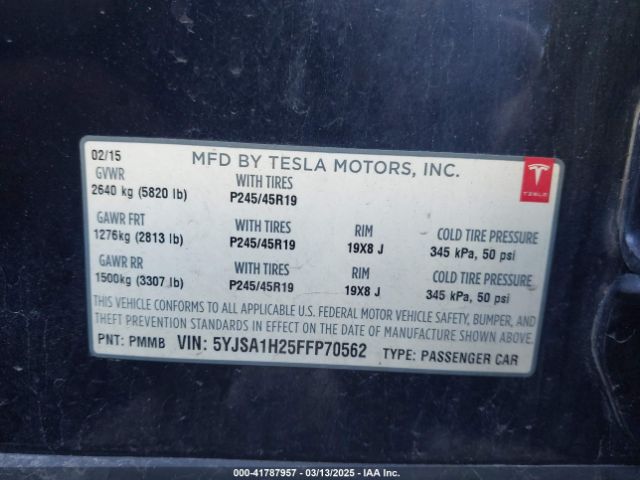 02/15 MFD BY TESLA MOTORS, INC.
TESLA
GVWR WITH TIRES
2640 kg (5820 lb) P245/45R19
GAWR FRT WITH TIRES RIM COLD TIRE PRESSURE
1276kg (2813 lb) P245/45R19 19X8 J 345 kPa, 50 psi
GAWR RR WITH TIRES RIM COLD TIRE PRESSURE
1500kg (3307 lb) P245/45R19 19X8 J 345 kPa, 50 psi
THIS VEHICLE CONFORMS TO ALL APPLICABLE U.S. FEDERAL MOTOR VEHICLE SAFETY, BUMPER, AND
THEFT PREVENTION STANDARDS IN EFFECT ON THE DATE OF MANUFACTURE SHOWN ABOVE.
PNT: PMMB VIN: 5YJSA1H25FFP70562 TYPE: PASSENGER CAR
000-41787957 - 03/13/2025 - IAA Inc.